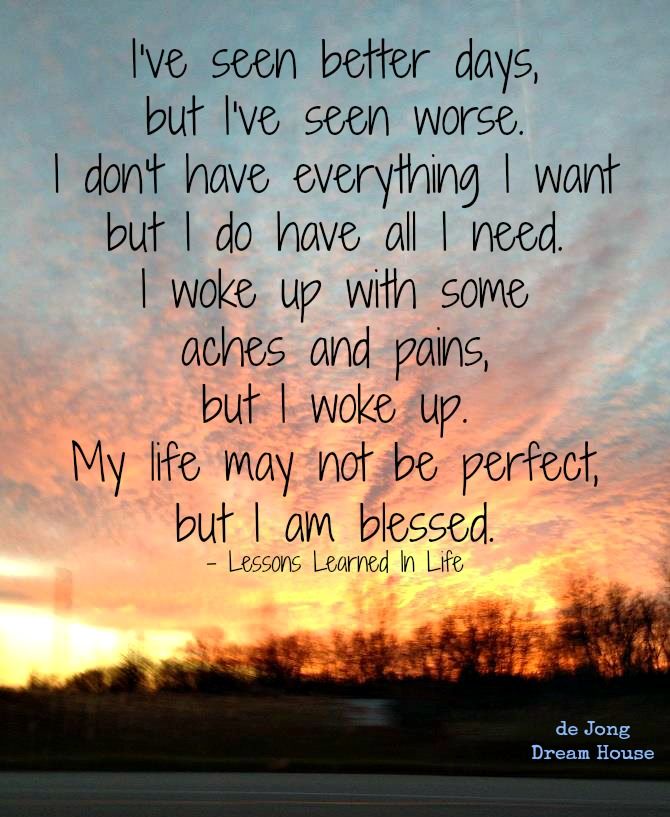 I've seen better days,
but I've seen worse.
I don't have everything I want
but I do have all I need.
I woke up with some
aches and pains,
but I woke up.
My life may not be perfect,
but I am blessed.
- Lessons Learned In Life
de Jong
Dream House